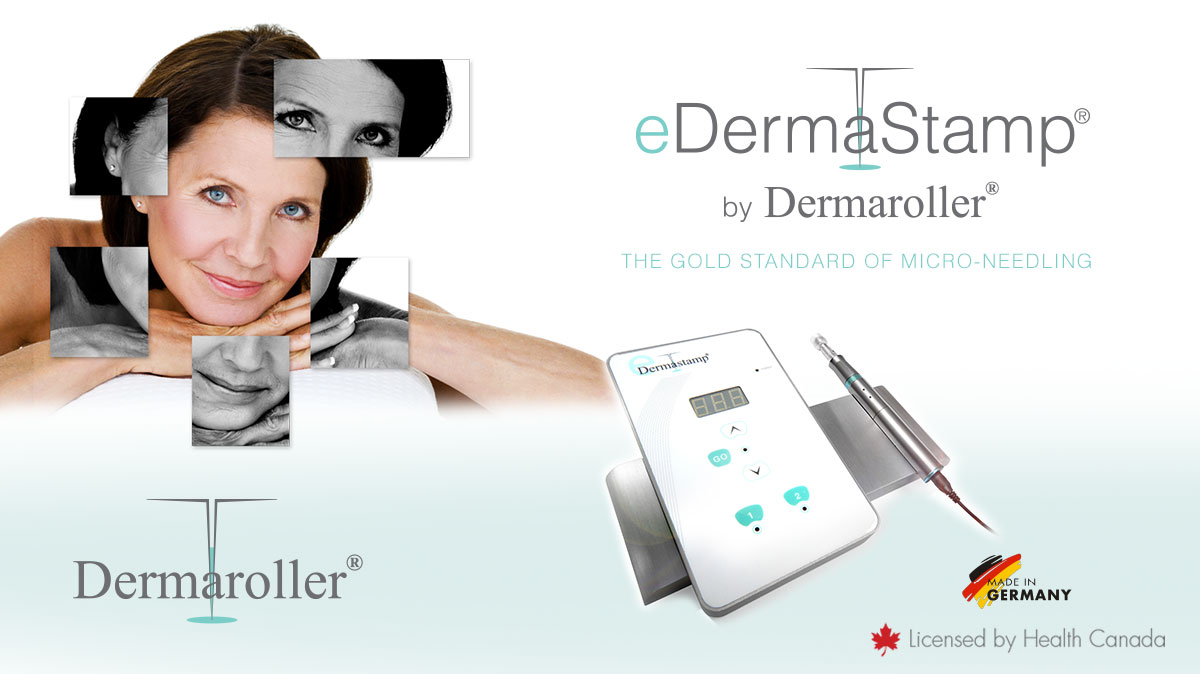 eDermaStamp®
by Dermaroller®
THE GOLD STANDARD OF MICRO-NEEDLING
eDermastamp®
GO
1
2
Dermaroller®
MADE IN
GERMANY
Licensed by Health Canada